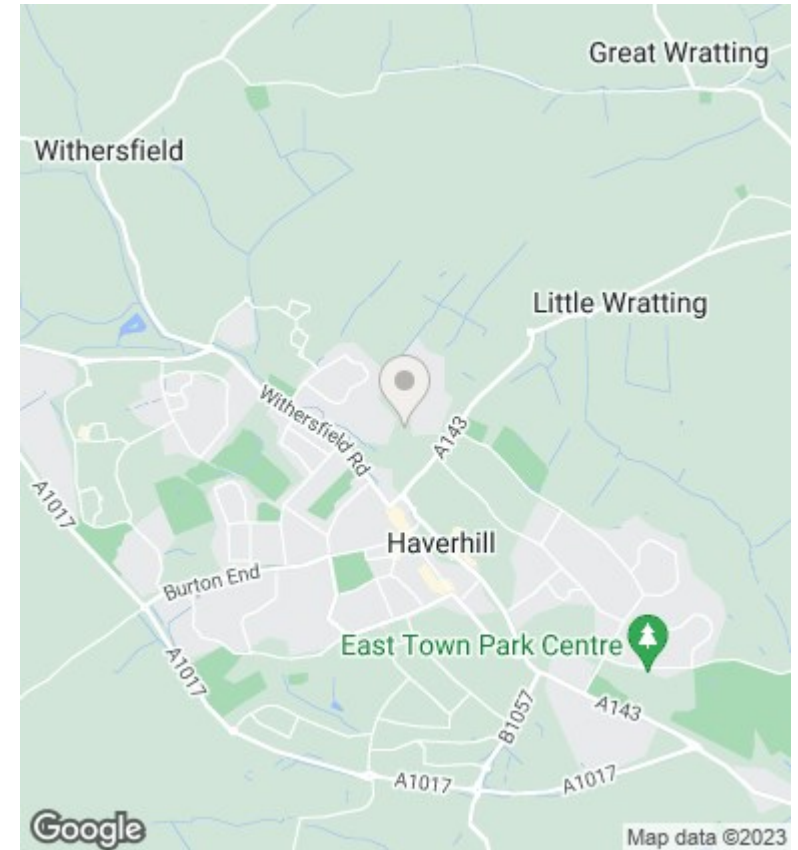 Great Wratting
Withersfield
Little Wratting
Withersfield Rd
A143
A1017
Haverhill
Burton End
East Town Park Centre
A1017
A143
B1057
A1017
A1017
Google
Map data ©2023